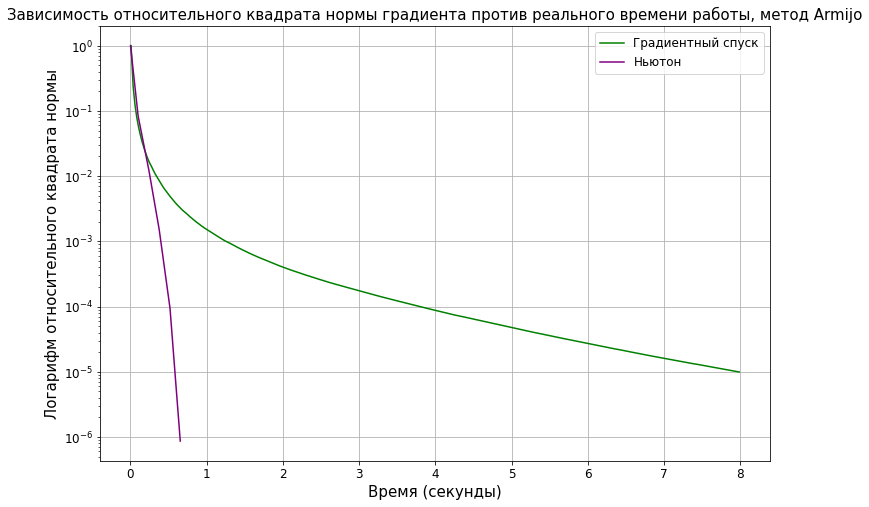 Зависимость относительного квадрата нормы градиента против реального времени работы, метод Armijo
Градиентный спуск
Ньютон
Логарифм относительного квадрата нормы
10⁰
10⁻¹
10⁻²
10⁻³
10⁻⁴
10⁻⁵
10⁻⁶
0 1 2 3 4 5 6 7 8
Время (секунды)